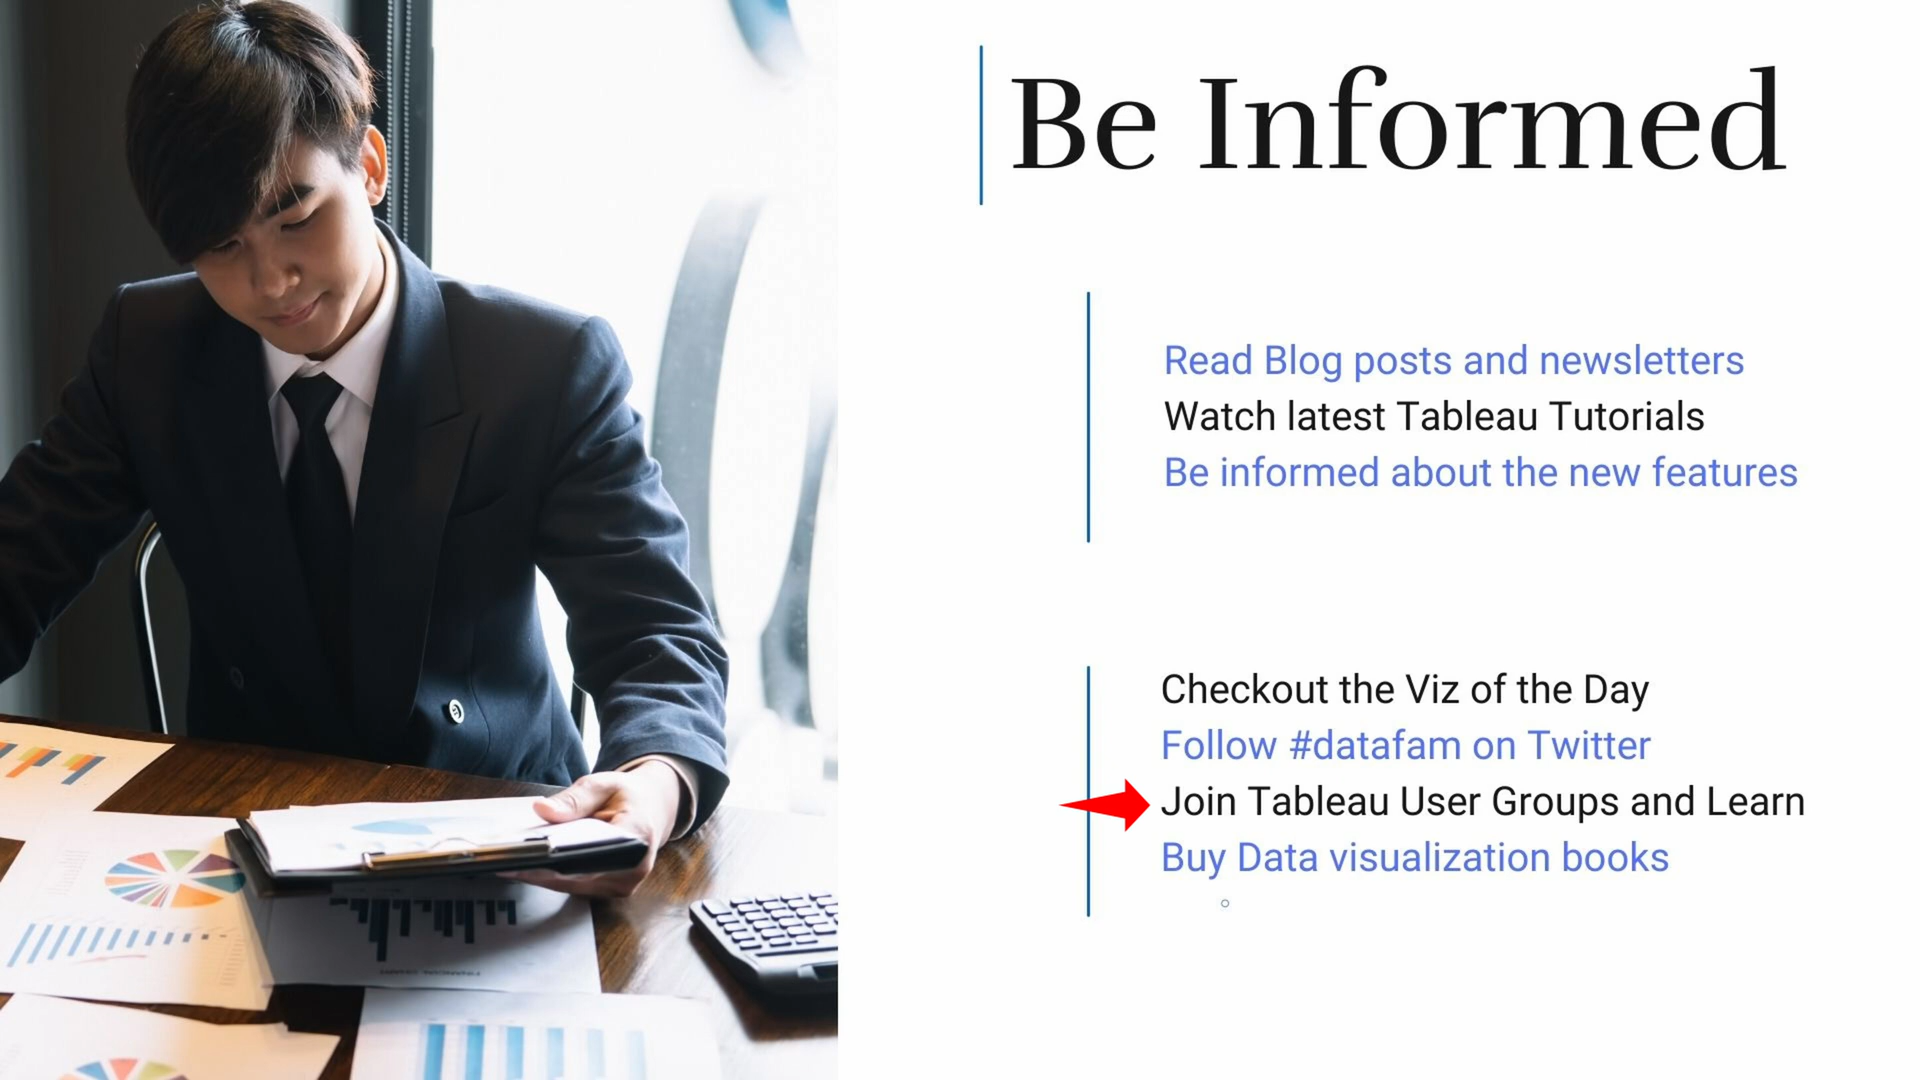 Be Informed
Read Blog posts and newsletters
Watch latest Tableau Tutorials
Be informed about the new features
Checkout the Viz of the Day
Follow #datafam on Twitter
Join Tableau User Groups and Learn
Buy Data visualization books